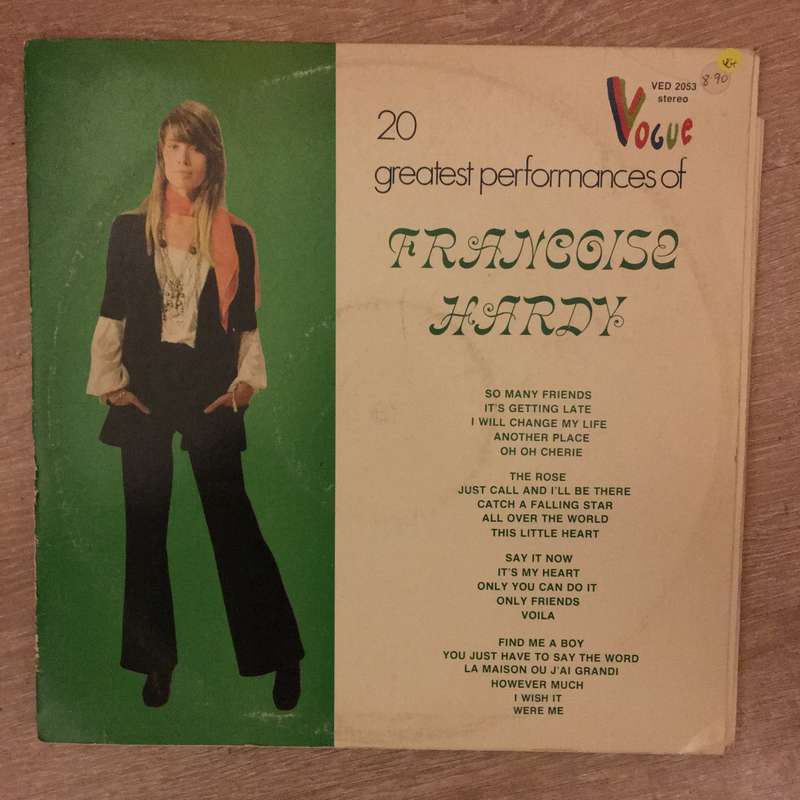 VG+
8.90
VED 2053
stereo
Vogue
20
greatest performances of
FRANCOISE
HARDY
SO MANY FRIENDS
IT'S GETTING LATE
I WILL CHANGE MY LIFE
ANOTHER PLACE
OH OH CHERIE
THE ROSE
JUST CALL AND I'LL BE THERE
CATCH A FALLING STAR
ALL OVER THE WORLD
THIS LITTLE HEART
SAY IT NOW
IT'S MY HEART
ONLY YOU CAN DO IT
ONLY FRIENDS
VOILA
FIND ME A BOY
YOU JUST HAVE TO SAY THE WORD
LA MAISON OU J'AI GRANDI
HOWEVER MUCH
I WISH IT
WERE ME